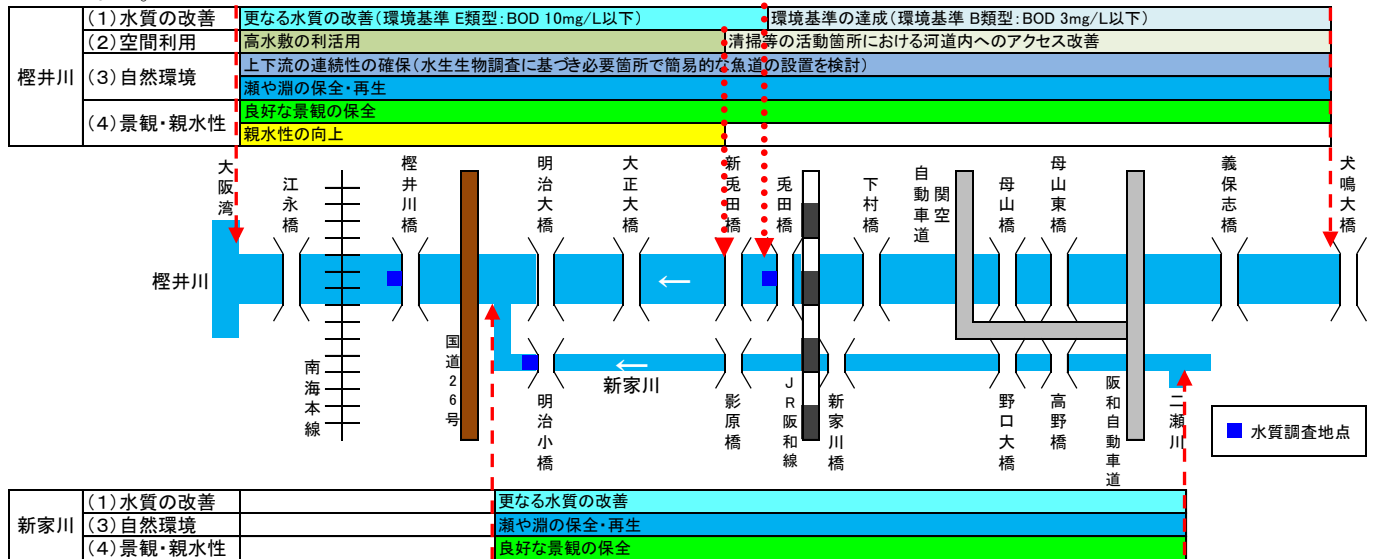 樫井川
(1)水質の改善
更なる水質の改善(環境基準 E類型:BOD 10mg/L以下)
環境基準の達成(環境基準 B類型:BOD 3mg/L以下)
(2)空間利用
高水敷の利活用
清掃等の活動箇所における河道内へのアクセス改善
(3)自然環境
上下流の連続性の確保(水生生物調査に基づき必要箇所で簡易的な魚道の設置を検討)
瀬や淵の保全・再生
(4)景観・親水性
良好な景観の保全
親水性の向上
大阪湾
江永橋
樫井川橋
明治大橋
大正大橋
新兎田橋
兎田橋
下村橋
関空自動車道
母山橋
母山東橋
義保志橋
犬鳴大橋
樫井川
←
南海本線
国道26号
←
新家川
明治小橋
影原橋
JR阪和線
新家川橋
野口大橋
高野橋
阪和自動車道
二瀬川
水質調査地点
新家川
(1)水質の改善
更なる水質の改善
(3)自然環境
瀬や淵の保全・再生
(4)景観・親水性
良好な景観の保全